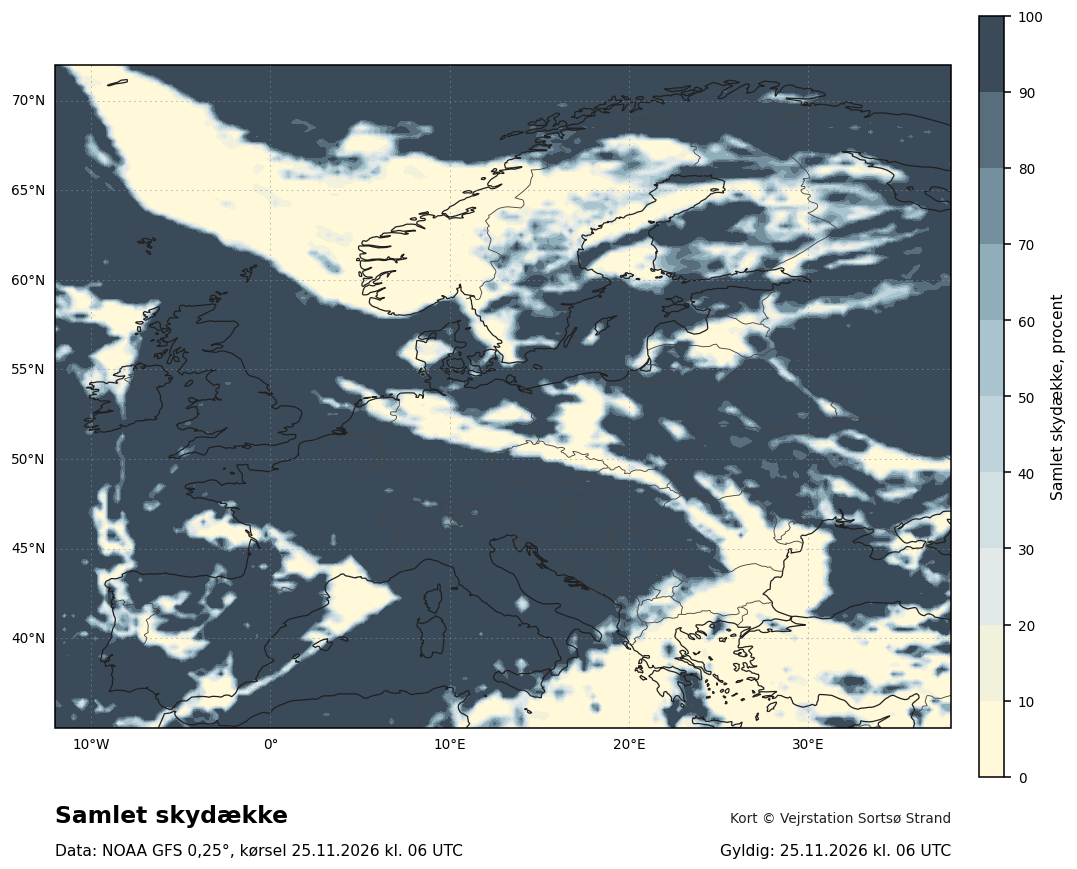 100
90
80
70
60
50
40
30
20
10
0
Samlet skydække, procent
70°N
65°N
60°N
55°N
50°N
45°N
40°N
10°W
0°
10°E
20°E
30°E
Samlet skydække
Kort © Vejrstation Sortsø Strand
Data: NOAA GFS 0,25°, kørsel 25.11.2026 kl. 06 UTC
Gyldig: 25.11.2026 kl. 06 UTC